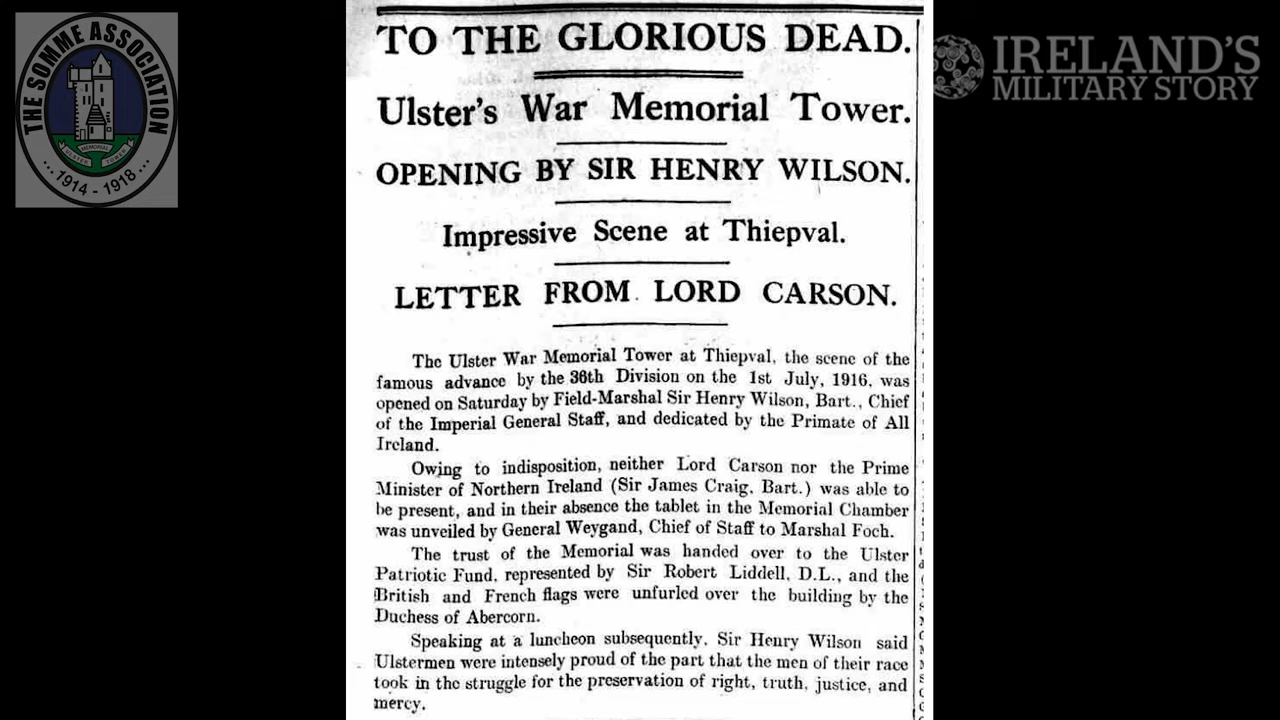 THE SOMME ASSOCIATION
MEMORIAL
ULSTER TOWER
...1914 - 1918...
IRELAND'S
MILITARY STORY
TO THE GLORIOUS DEAD.
Ulster's War Memorial Tower.
OPENING BY SIR HENRY WILSON.
Impressive Scene at Thiepval.
LETTER FROM LORD CARSON.
The Ulster War Memorial Tower at Thiepval, the scene of the
famous advance by the 36th Division on the 1st July, 1916, was
opened on Saturday by Field-Marshal Sir Henry Wilson, Bart., Chief
of the Imperial General Staff, and dedicated by the Primate of All
Ireland.
Owing to indisposition, neither Lord Carson nor the Prime
Minister of Northern Ireland (Sir James Craig, Bart.) was able to
be present, and in their absence the tablet in the Memorial Chamber
was unveiled by General Weygand, Chief of Staff to Marshal Foch.
The trust of the Memorial was handed over to the Ulster
Patriotic Fund, represented by Sir Robert Liddell, D.L., and the
British and French flags were unfurled over the building by the
Duchess of Abercorn.
Speaking at a luncheon subsequently, Sir Henry Wilson said
Ulstermen were intensely proud of the part that the men of their race
took in the struggle for the preservation of right, truth, justice, and
mercy.